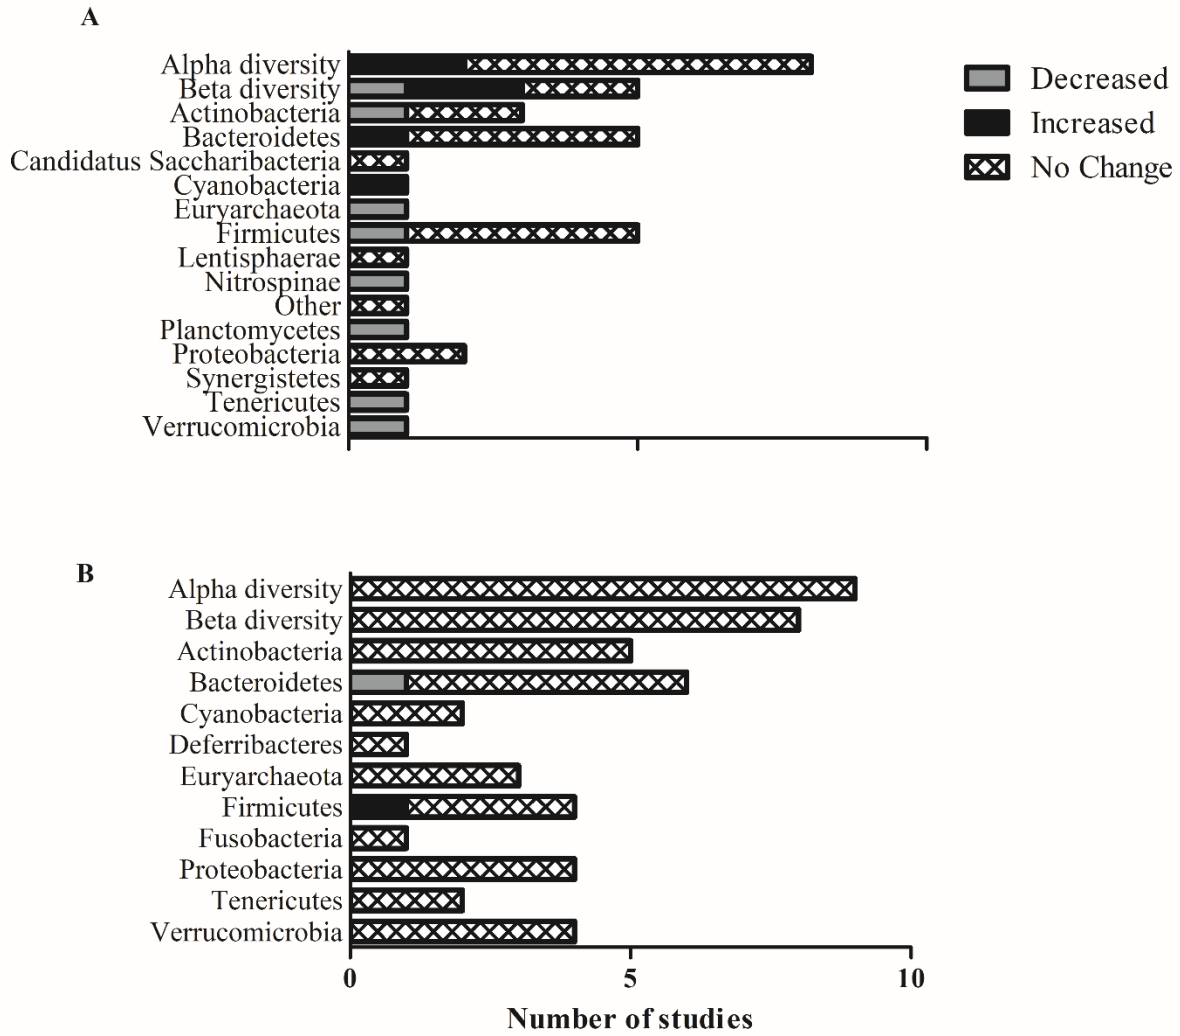 A
Alpha diversity
Beta diversity
Actinobacteria
Bacteroidetes
Candidatus Saccharibacteria
Cyanobacteria
Euryarchaeota
Firmicutes
Lentisphaerae
Nitrospinae
Other
Planctomycetes
Proteobacteria
Synergistetes
Tenericutes
Verrucomicrobia
Decreased
Increased
No Change
B
Alpha diversity
Beta diversity
Actinobacteria
Bacteroidetes
Cyanobacteria
Deferribacteres
Euryarchaeota
Firmicutes
Fusobacteria
Proteobacteria
Tenericutes
Verrucomicrobia
0 5 10
Number of studies